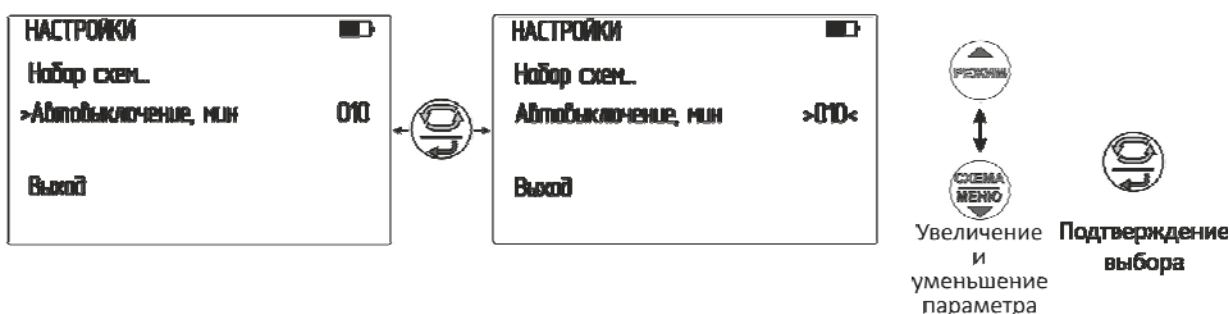 НАСТРОЙКИ
Набор схем...
>Автовыключение, мин 010
Выход
НАСТРОЙКИ
Набор схем...
Автовыключение, мин >010<
Выход
РЕЖИМ
СХЕМА
МЕНЮ
Увеличение
и
уменьшение
параметра
Подтверждение
выбора